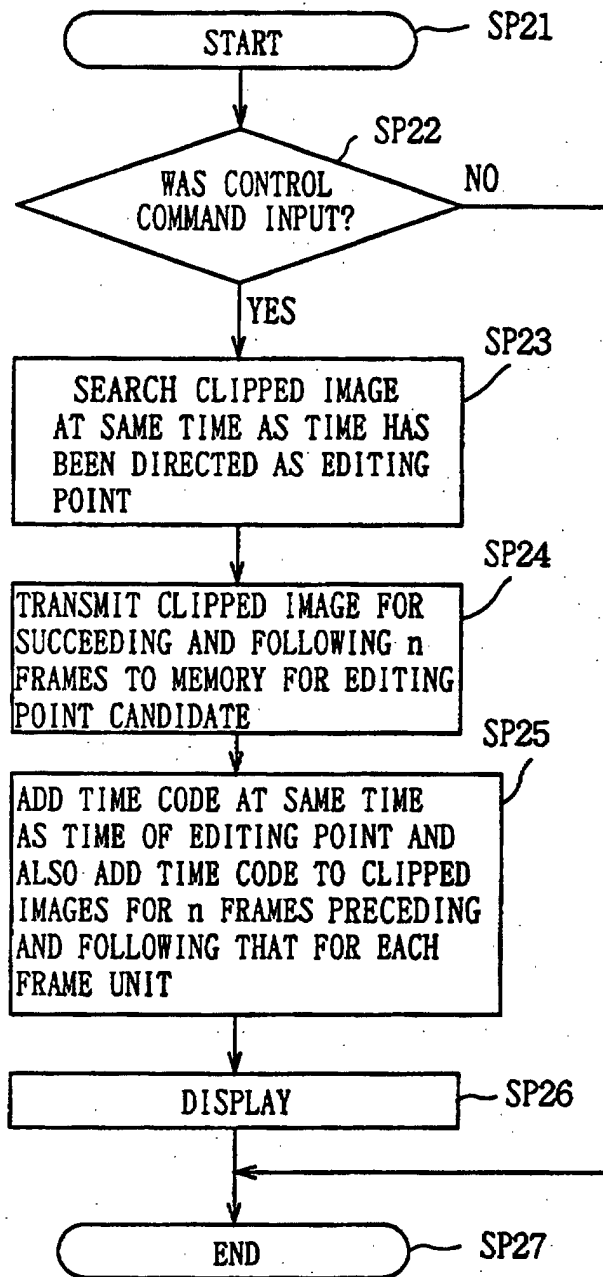 START
SP21
SP22
WAS CONTROL
COMMAND INPUT?
NO
YES
SP23
SEARCH CLIPPED IMAGE
AT SAME TIME AS TIME HAS
BEEN DIRECTED AS EDITING
POINT
SP24
TRANSMIT CLIPPED IMAGE FOR
SUCCEEDING AND FOLLOWING n
FRAMES TO MEMORY FOR EDITING
POINT CANDIDATE
SP25
ADD TIME CODE AT SAME TIME
AS TIME OF EDITING POINT AND
ALSO ADD TIME CODE TO CLIPPED
IMAGES FOR n FRAMES PRECEDING
AND FOLLOWING THAT FOR EACH
FRAME UNIT
DISPLAY
SP26
END
SP27